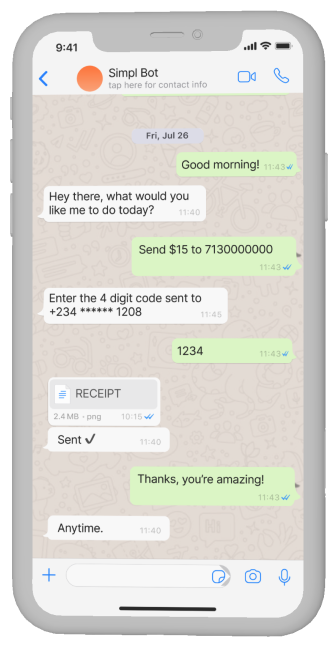 9:41
Simpl Bot
tap here for contact info
Fri, Jul 26
Good morning! 11:43
Hey there, what would you
like me to do today? 11:40
Send $15 to 7130000000
11:43
Enter the 4 digit code sent to
+234 ****** 1208 11:45
1234 11:43
RECEIPT
2.4 MB · png 10:15
Sent ✓ 11:40
Thanks, you're amazing!
11:43
Anytime. 11:40